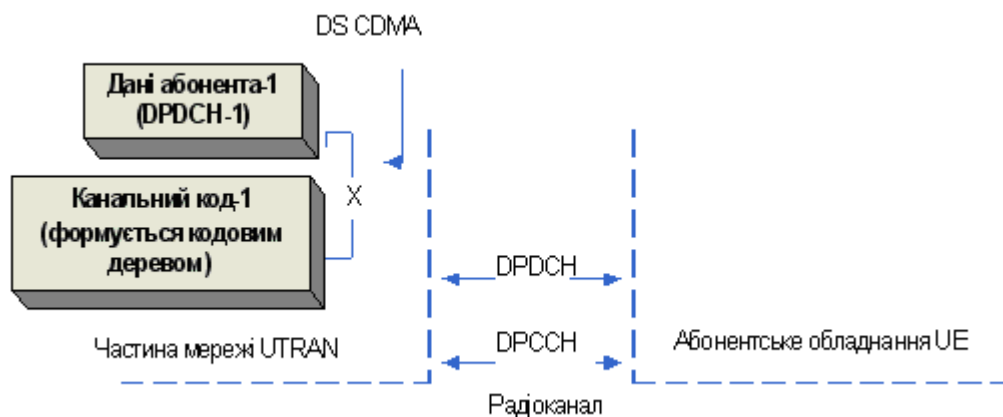 DS CDMA
Дані абонента-1
(DPDCH-1)
X
Канальний код-1
(формується кодовим
деревом)
DPDCH
DPCCH
Частина мережі UTRAN
Абонентське обладнання UE
Радіоканал